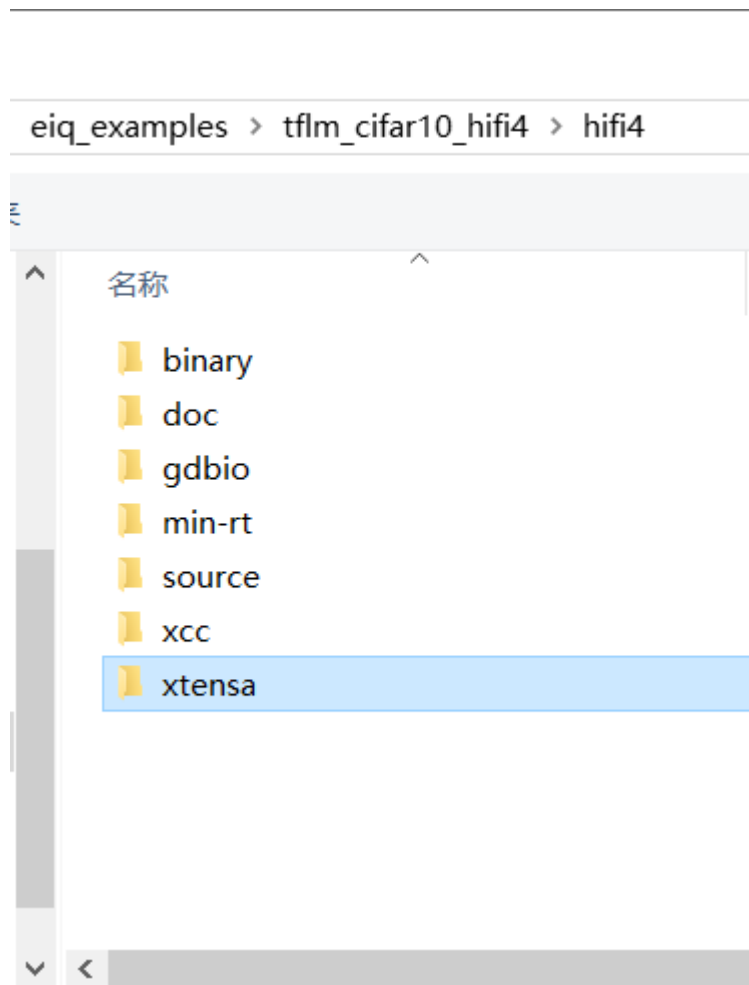 eiq_examples > tflm_cifar10_hifi4 > hifi4
名称
binary
doc
gdbio
min-rt
source
xcc
xtensa